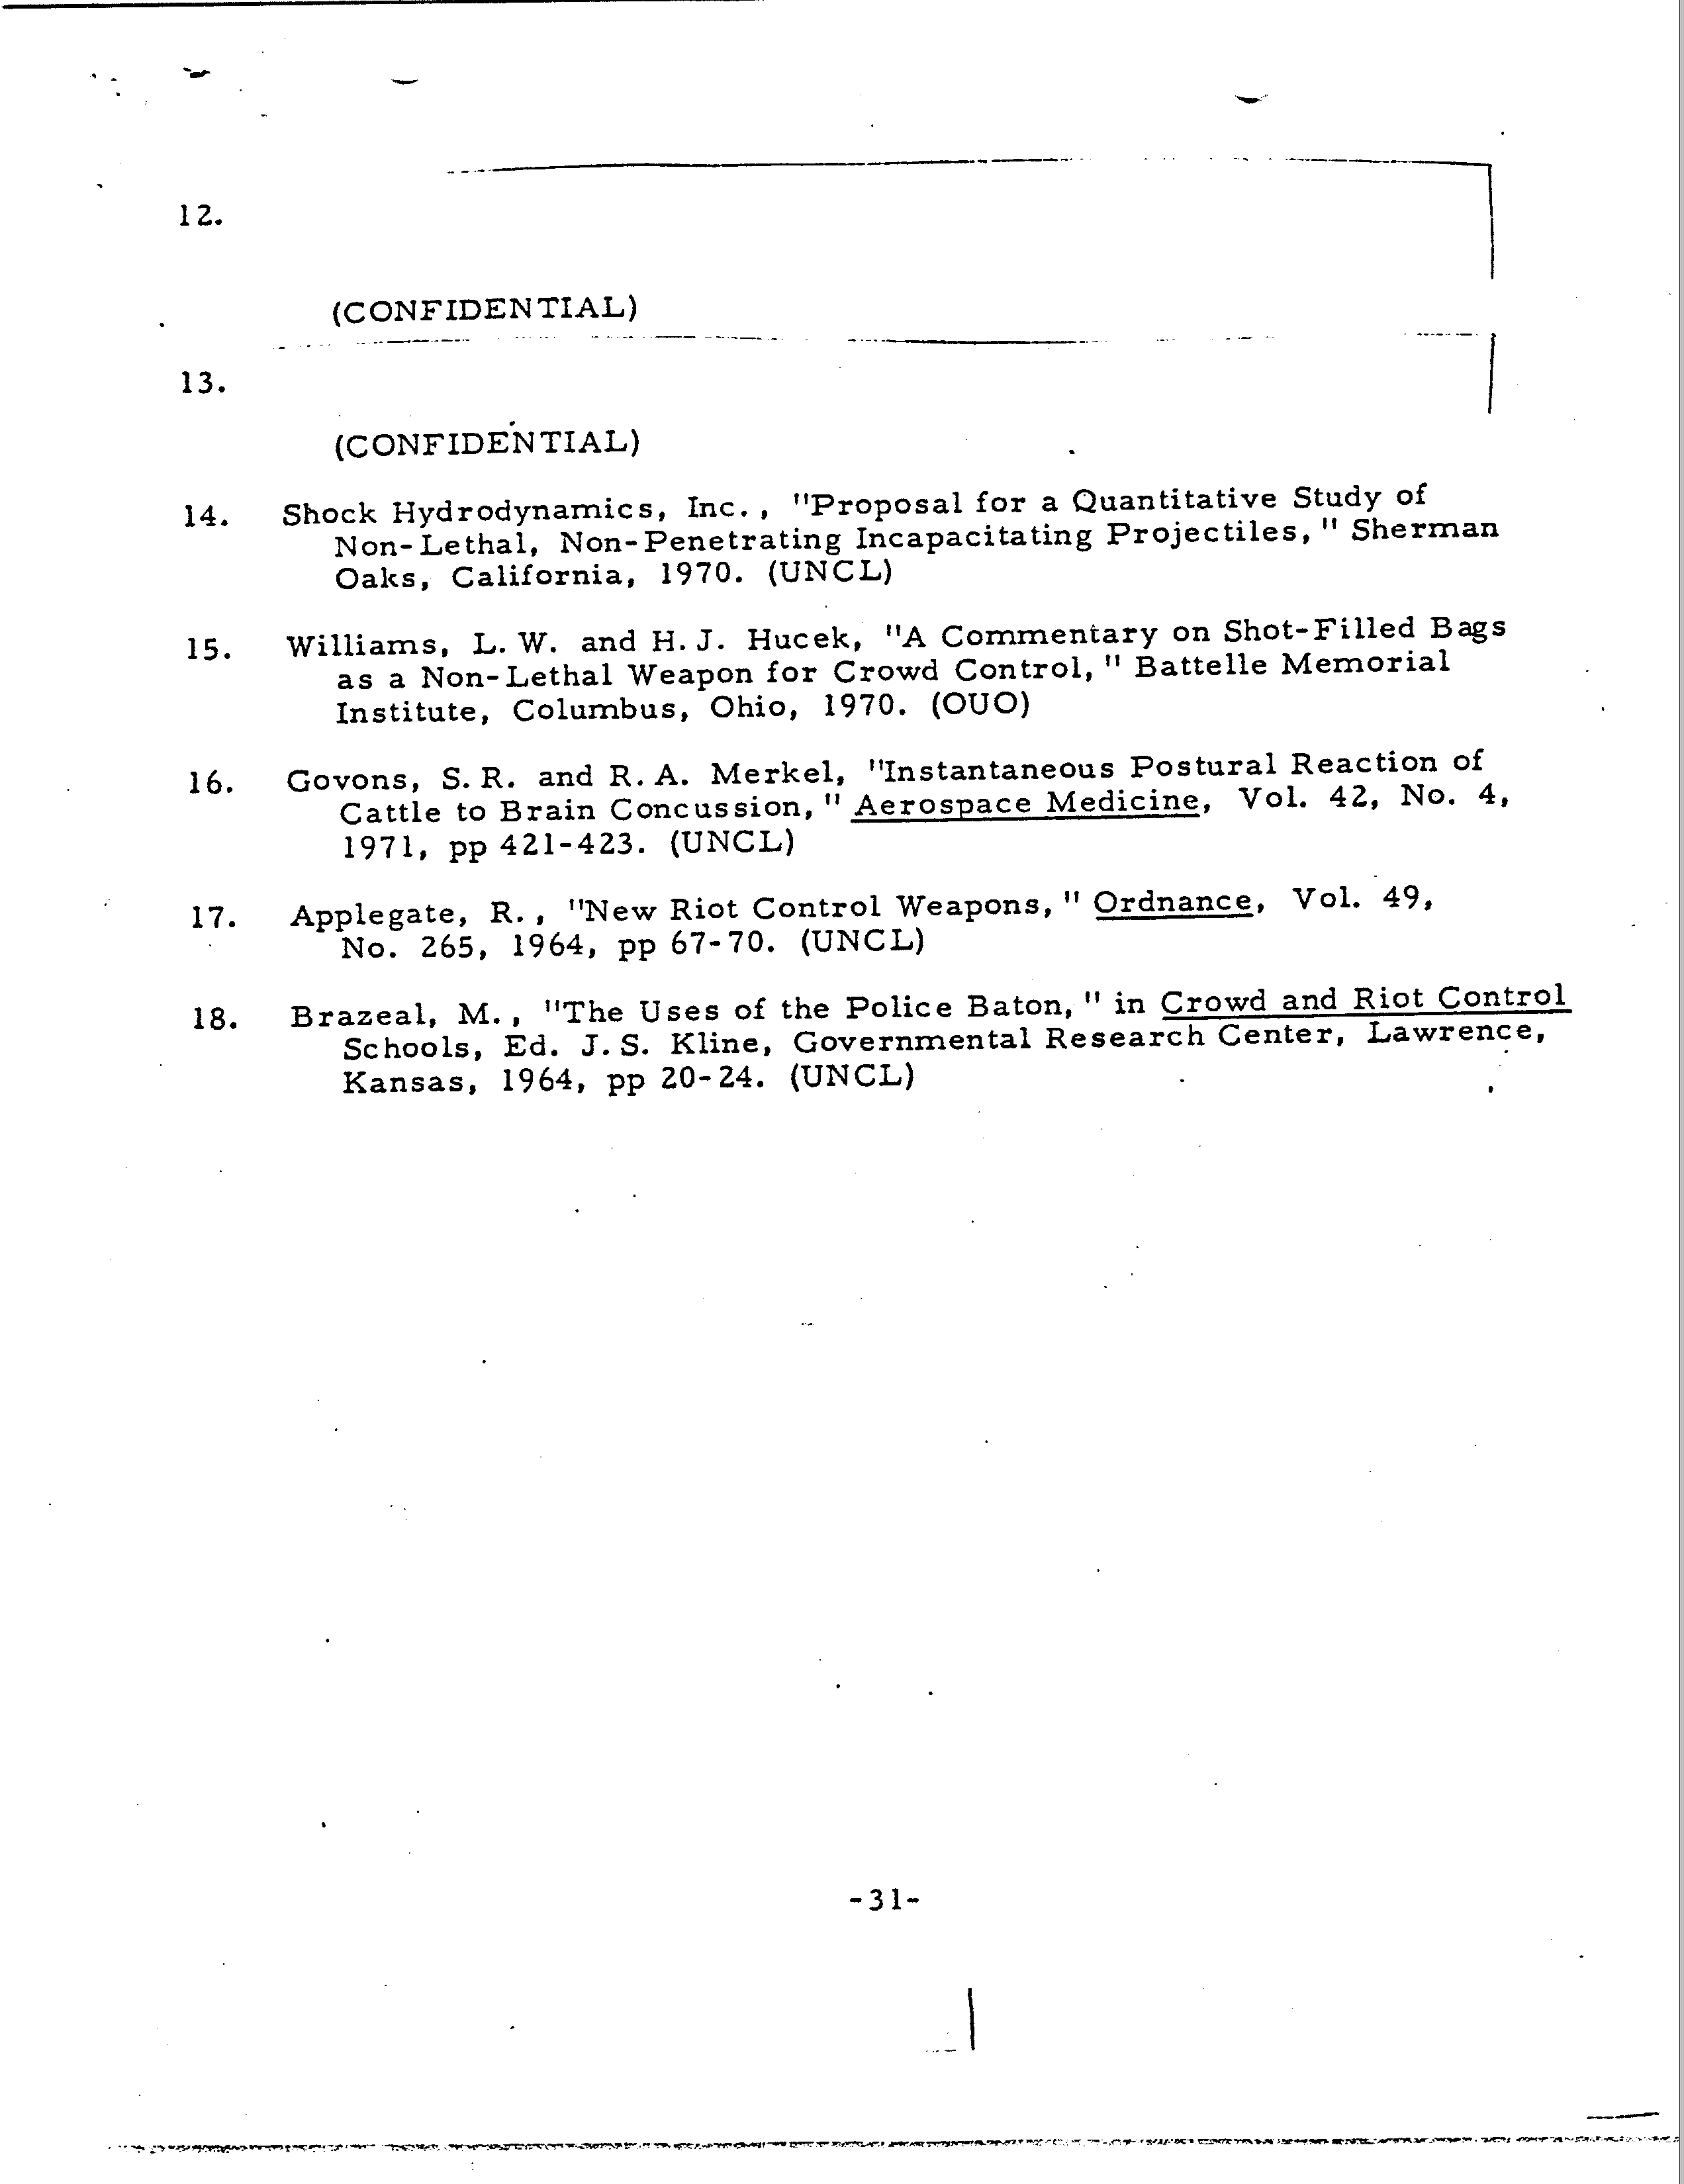 12.
(CONFIDENTIAL)
13.
(CONFIDENTIAL)
14. Shock Hydrodynamics, Inc., "Proposal for a Quantitative Study of
Non-Lethal, Non-Penetrating Incapacitating Projectiles," Sherman
Oaks, California, 1970. (UNCL)
15. Williams, L. W. and H. J. Hucek, "A Commentary on Shot-Filled Bags
as a Non-Lethal Weapon for Crowd Control," Battelle Memorial
Institute, Columbus, Ohio, 1970. (OUO)
16. Govons, S. R. and R. A. Merkel, "Instantaneous Postural Reaction of
Cattle to Brain Concussion," Aerospace Medicine, Vol. 42, No. 4,
1971, pp 421-423. (UNCL)
17. Applegate, R., "New Riot Control Weapons," Ordnance, Vol. 49,
No. 265, 1964, pp 67-70. (UNCL)
18. Brazeal, M., "The Uses of the Police Baton," in Crowd and Riot Control
Schools, Ed. J. S. Kline, Governmental Research Center, Lawrence,
Kansas, 1964, pp 20-24. (UNCL)
-31-